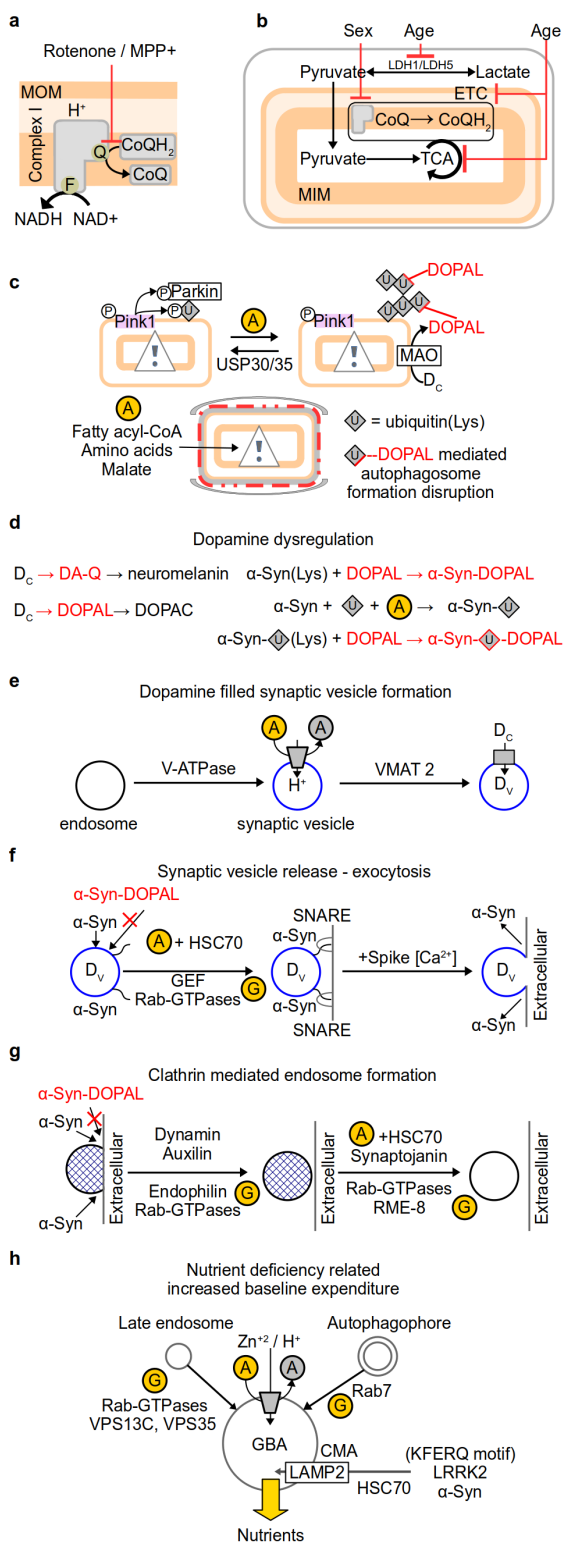 a
Rotenone / MPP+
MOM
H+
Complex I
Q
CoQH2
CoQ
F
NADH
NAD+
b
Sex
Age
Age
Pyruvate
LDH1/LDH5
Lactate
ETC
CoQ → CoQH2
Pyruvate
TCA
MIM
c
P
Parkin
P
P
U
Pink1
!
A
USP30/35
U
U
DOPAL
U
U
U
DOPAL
P
Pink1
!
MAO
DC
A
Fatty acyl-CoA
Amino acids
Malate
!
U = ubiquitin(Lys)
U--DOPAL mediated
autophagosome
formation disruption
d
Dopamine dysregulation
DC → DA-Q → neuromelanin
α-Syn(Lys) + DOPAL → α-Syn-DOPAL
DC → DOPAL → DOPAC
α-Syn + U + A → α-Syn-U
α-Syn-U(Lys) + DOPAL → α-Syn-U-DOPAL
e
Dopamine filled synaptic vesicle formation
A
A
DC
V-ATPase
H+
VMAT 2
DV
endosome
synaptic vesicle
f
Synaptic vesicle release - exocytosis
α-Syn-DOPAL
α-Syn
A + HSC70
DV
GEF
Rab-GTPases
G
α-Syn
SNARE
α-Syn
DV
α-Syn
SNARE
+Spike [Ca2+]
α-Syn
DV
α-Syn
Extracellular
g
Clathrin mediated endosome formation
α-Syn-DOPAL
α-Syn
α-Syn
Extracellular
Dynamin
Auxilin
Endophilin
Rab-GTPases
G
Extracellular
A +HSC70
Synaptojanin
Rab-GTPases
RME-8
G
Extracellular
h
Nutrient deficiency related
increased baseline expenditure
Late endosome
Autophagophore
Zn+2 / H+
A
A
G
Rab-GTPases
VPS13C, VPS35
Rab7
G
GBA
CMA
LAMP2
HSC70
(KFERQ motif)
LRRK2
α-Syn
Nutrients